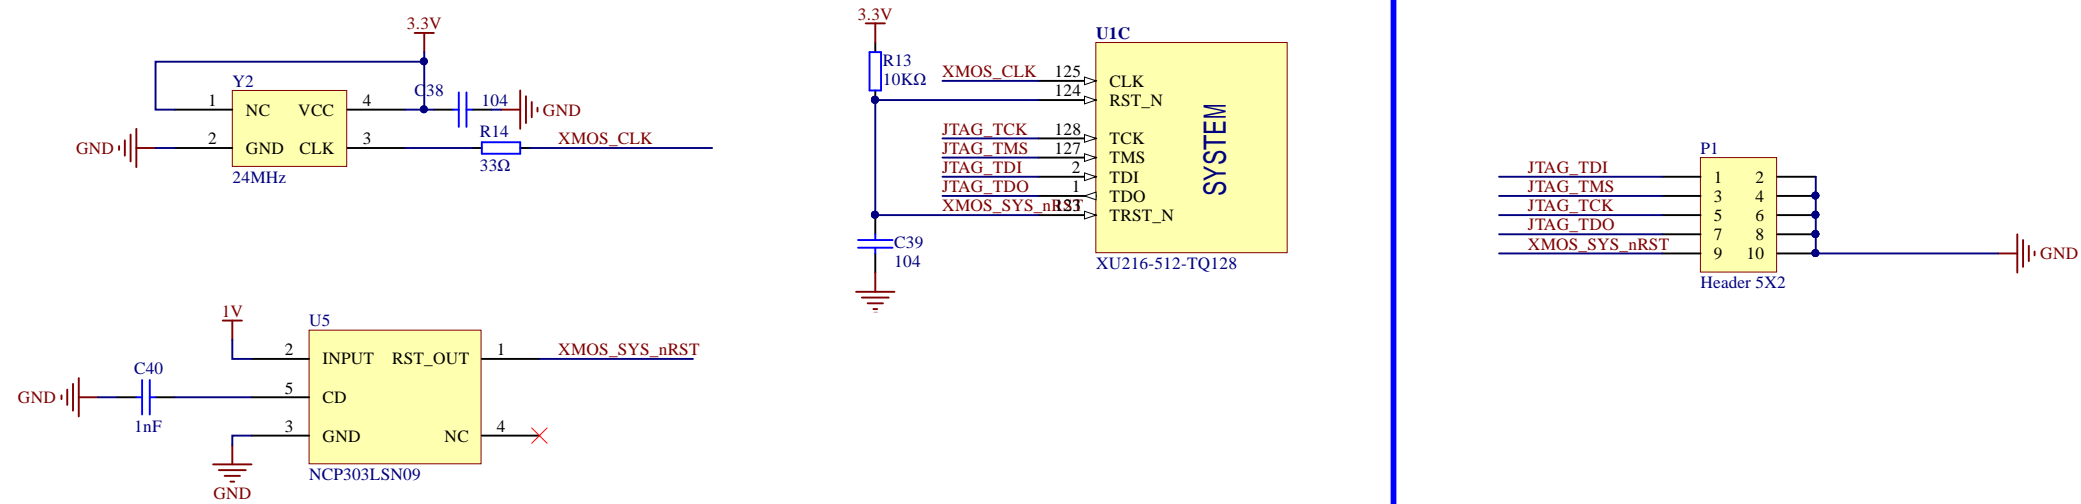 3.3V
Y2
1 NC VCC 4
C38
104
GND
GND
2 GND CLK 3
R14
33Ω
XMOS_CLK
24MHz
1V
U5
2 INPUT RST_OUT 1
XMOS_SYS_nRST
C40
GND
1nF
5 CD
3 GND NC 4
NCP303LSN09
GND
3.3V
R13
10KΩ
U1C
XMOS_CLK 125 CLK
124 RST_N
JTAG_TCK 128 TCK
JTAG_TMS 127 TMS
JTAG_TDI 2 TDI
JTAG_TDO 1 TDO
XMOS_SYS_nRST 123 TRST_N
SYSTEM
C39
104
XU216-512-TQ128
P1
JTAG_TDI 1 2
JTAG_TMS 3 4
JTAG_TCK 5 6
JTAG_TDO 7 8
XMOS_SYS_nRST 9 10
GND
Header 5X2